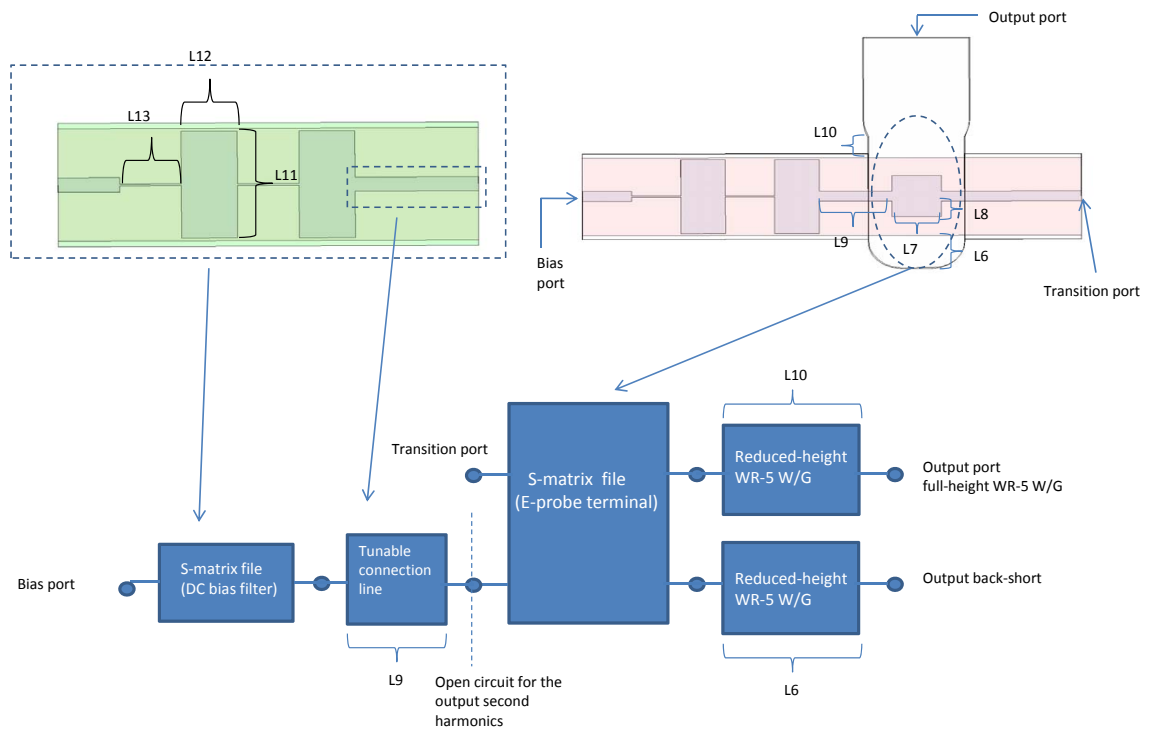 Output port
L12
L13
L10
L11
L8
L9
L7
L6
Bias
port
Transition port
L10
Transition port
S-matrix file
(E-probe terminal)
Reduced-height
WR-5 W/G
Output port
full-height WR-5 W/G
Bias port
S-matrix file
(DC bias filter)
Tunable
connection
line
Reduced-height
WR-5 W/G
Output back-short
L9
Open circuit for the
output second
harmonics
L6